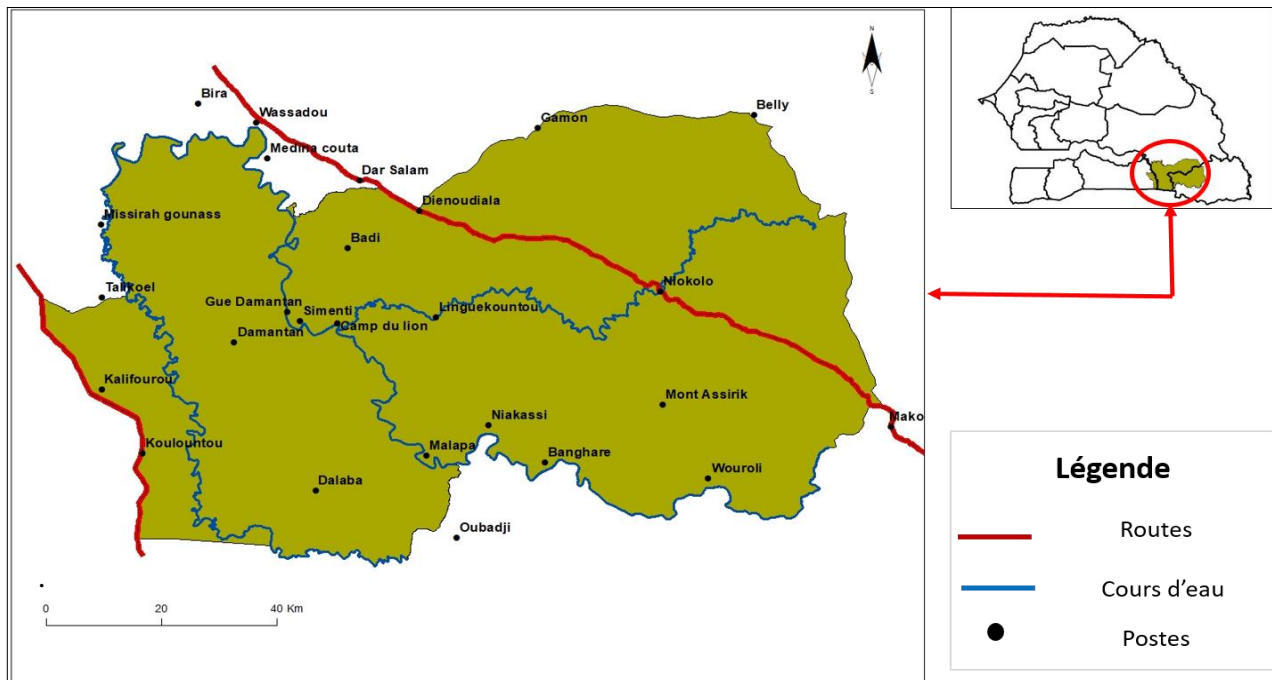 N
S
Bira
Wassadou
Medina couta
Gamon
Belly
Dar Salam
Dienoudiala
Missirah gounass
Badi
Niokolo
Talikoel
Gue Damantan
Simenti
Linguekountou
Camp du lion
Damantan
Kalifourou
Mont Assirik
Niakassi
Mako
Koulountou
Malapa
Banghare
Wouroli
Dalaba
Oubadji
0 20 40 Km
Légende
Routes
Cours d’eau
Postes